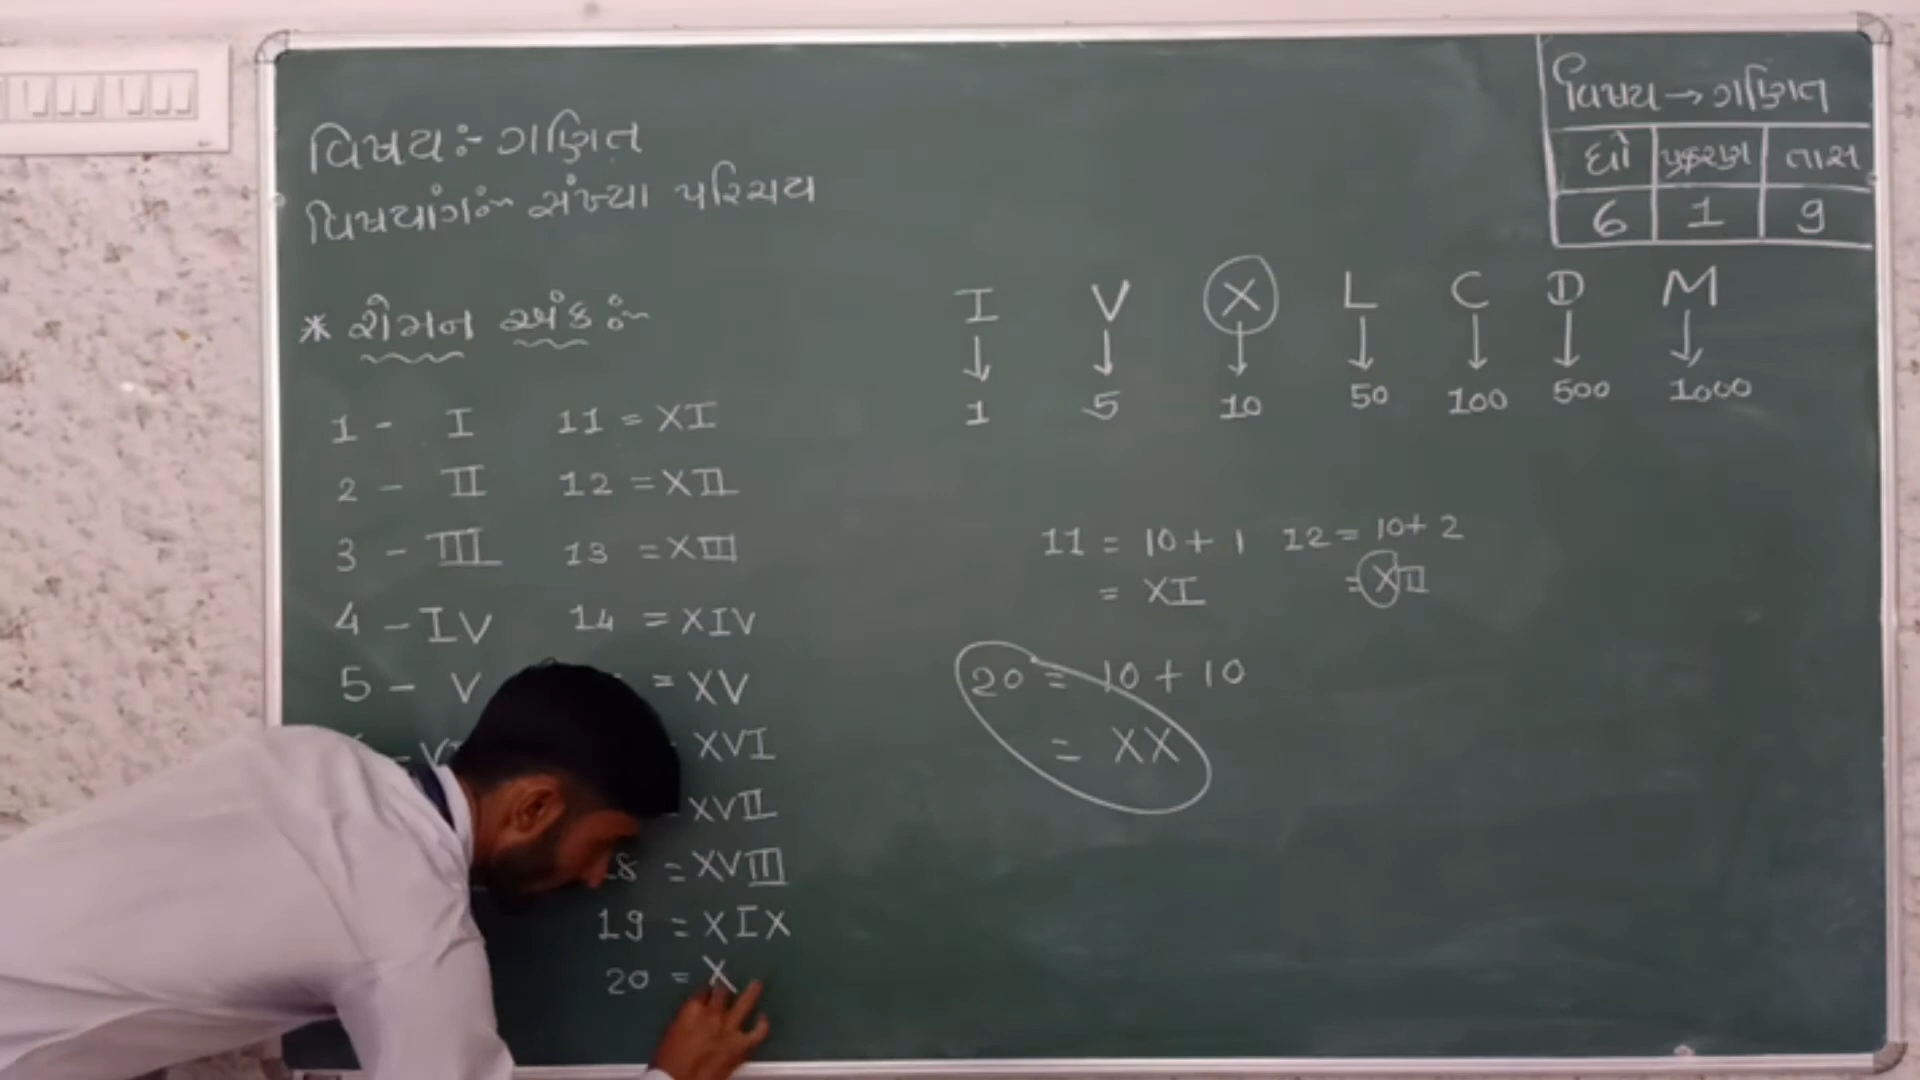 વિષય:- ગણિત
વિષયાંગ:~ સંખ્યા પરિચય
* રોમન અંક:~
1 - I
2 - II
3 - III
4 - IV
5 - V
11 = XI
12 = XII
13 = XIII
14 = XIV
= XV
XVI
XVII
18 = XVIII
19 = XIX
20 = X
વિષય → ગણિત
ધો પ્રકરણ તાસ
6 1 9
I V X L C D M
↓ ↓ ↓ ↓ ↓ ↓ ↓
1 5 10 50 100 500 1000
11 = 10 + 1
= XI
12 = 10 + 2
= XII
20 = 10 + 10
= XX